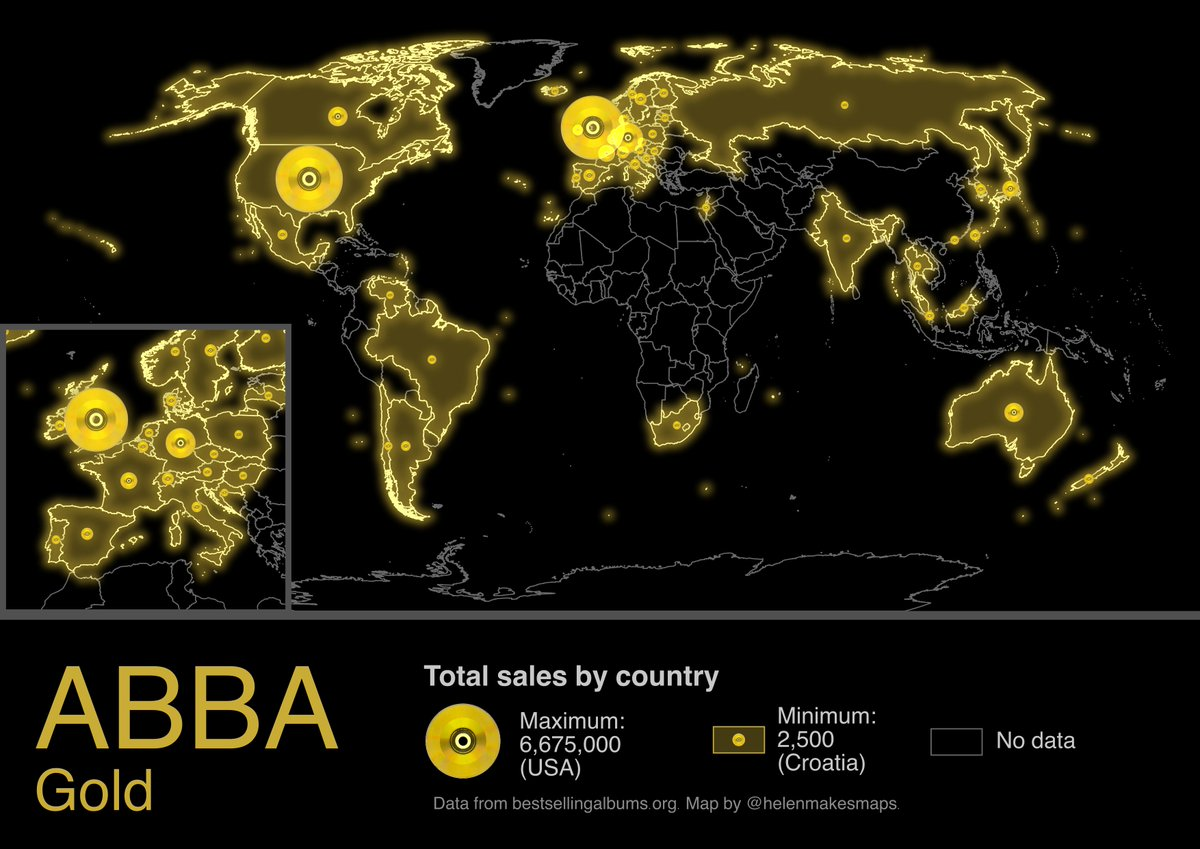 ABBA
Gold
Total sales by country
Maximum:
6,675,000
(USA)
Minimum:
2,500
(Croatia)
No data
Data from bestsellingalbums.org. Map by @helenmakesmaps.